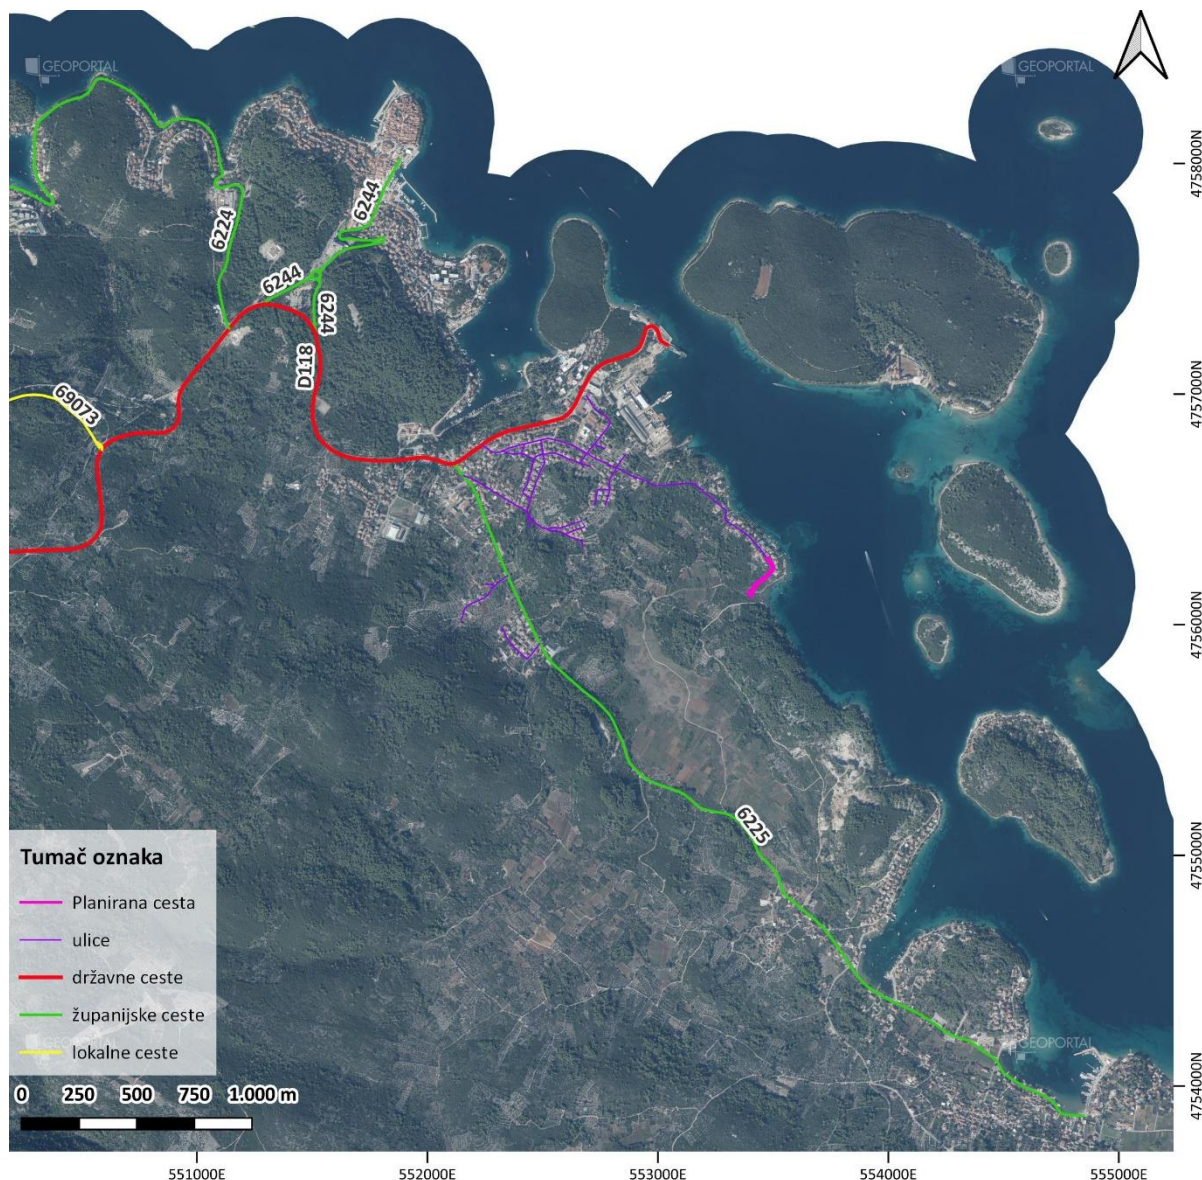 GEOPORTAL
GEOPORTAL
4758000N
6244
6224
6244
6244
D118
4757000N
69073
4756000N
6225
4755000N
Tumač oznaka
Planirana cesta
ulice
državne ceste
županijske ceste
lokalne ceste
GEOPORTAL
GEOPORTAL
0 250 500 750 1.000 m
4754000N
551000E 552000E 553000E 554000E 555000E